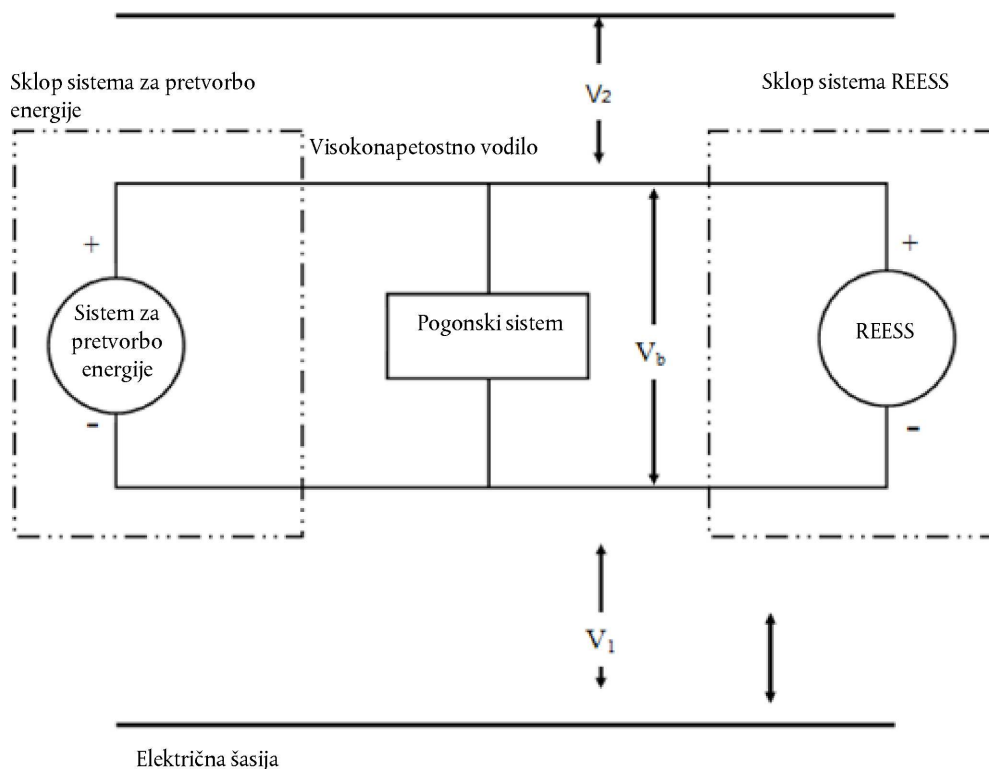 V2
Sklop sistema za pretvorbo
energije
Sklop sistema REESS
Visokonapetostno vodilo
+
+
Sistem za
pretvorbo
energije
Pogonski sistem
Vb
REESS
-
-
V1
Električna šasija